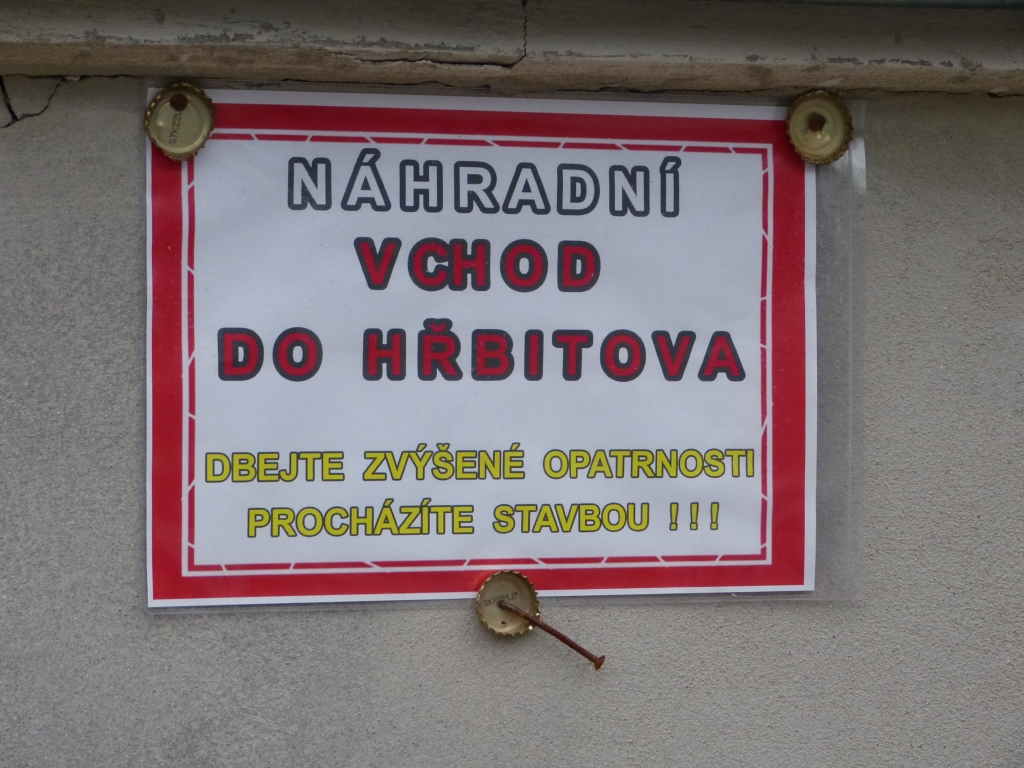 NÁHRADNÍ
VCHOD
DO HŘBITOVA
DBEJTE ZVÝŠENÉ OPATRNOSTI
PROCHÁZÍTE STAVBOU !!!